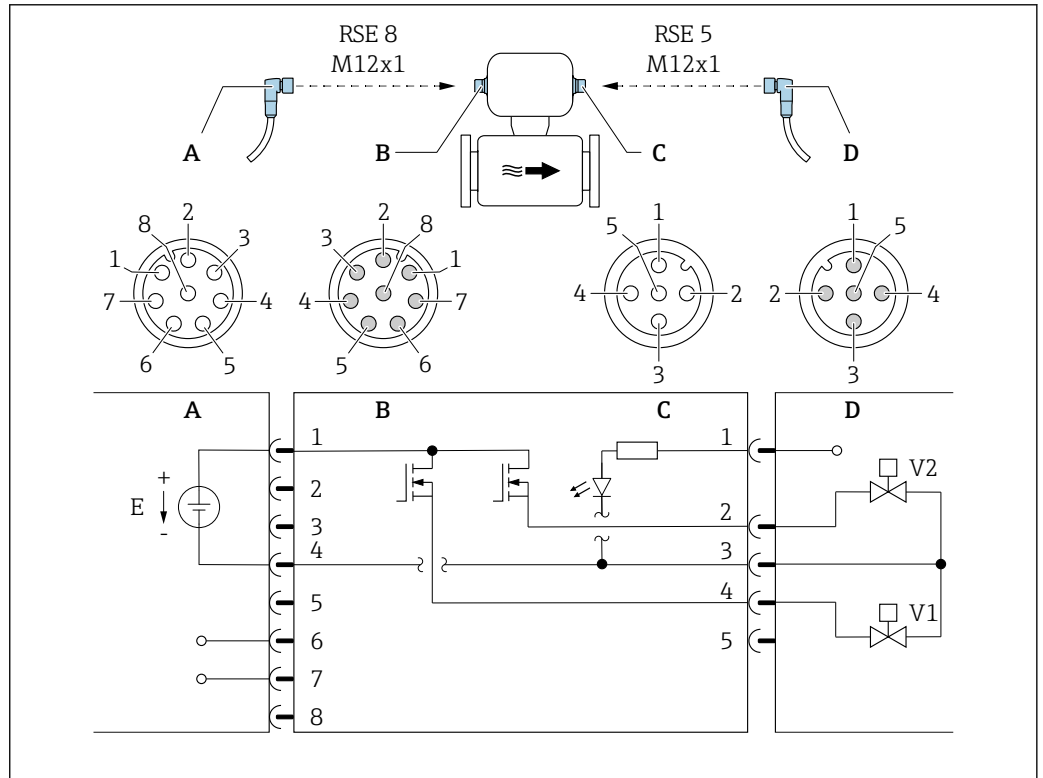 RSE 8 RSE 5
M12x1 M12x1
A B C D
2 2 1 1
8 3 3 8 5 5
1 1
7 4 4 7 4 2 2 4
6 5 5 6 3 3
A B C D
1 1
+ 2 V2
E 2
- 3 3
4 4
5 V1
6 5
7
8